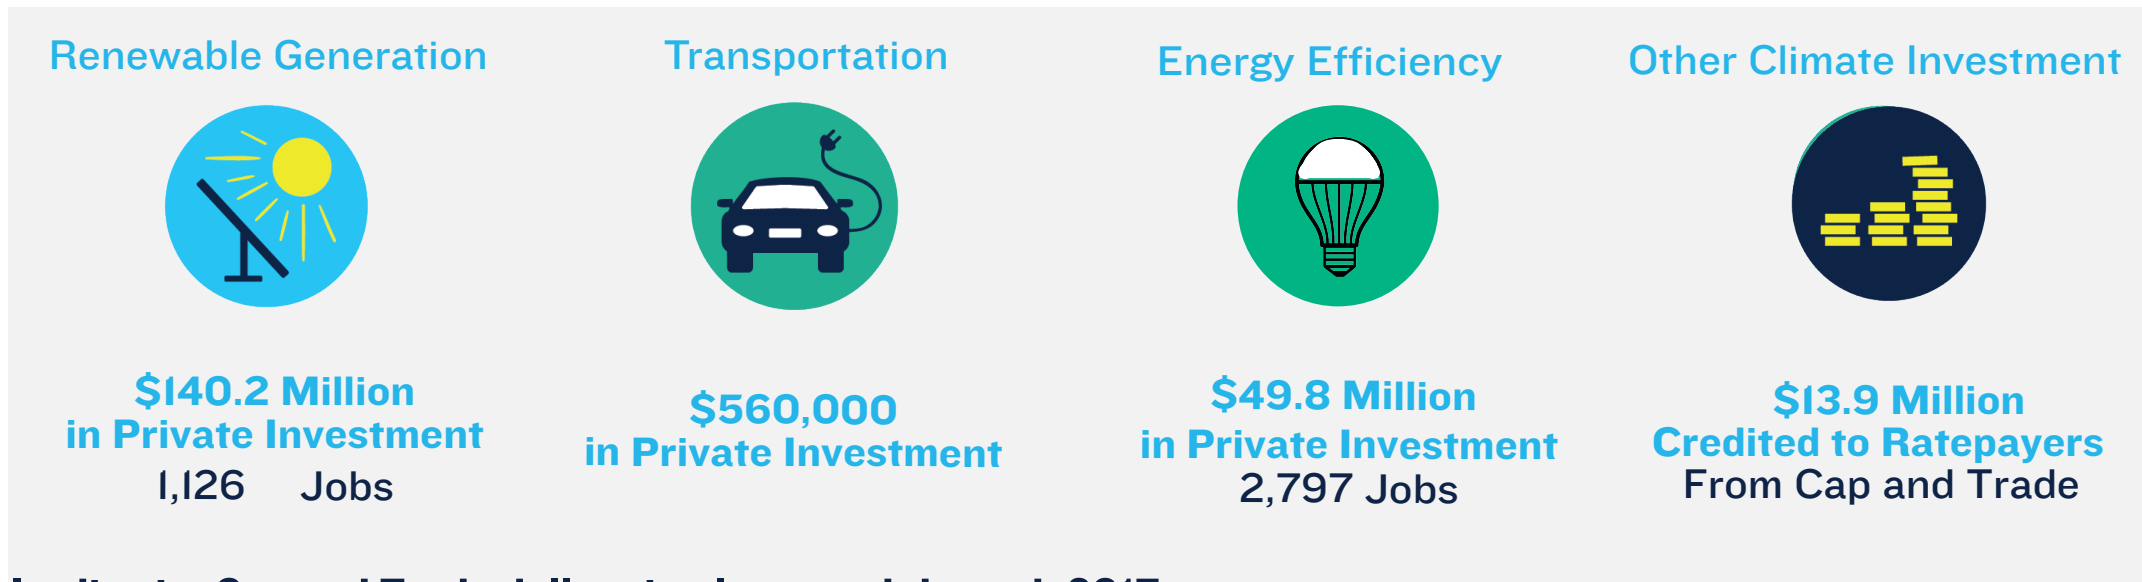 Renewable Generation
Transportation
Energy Efficiency
Other Climate Investment
$140.2 Million
in Private Investment
1,126 Jobs
$560,000
in Private Investment
$49.8 Million
in Private Investment
2,797 Jobs
$13.9 Million
Credited to Ratepayers
From Cap and Trade